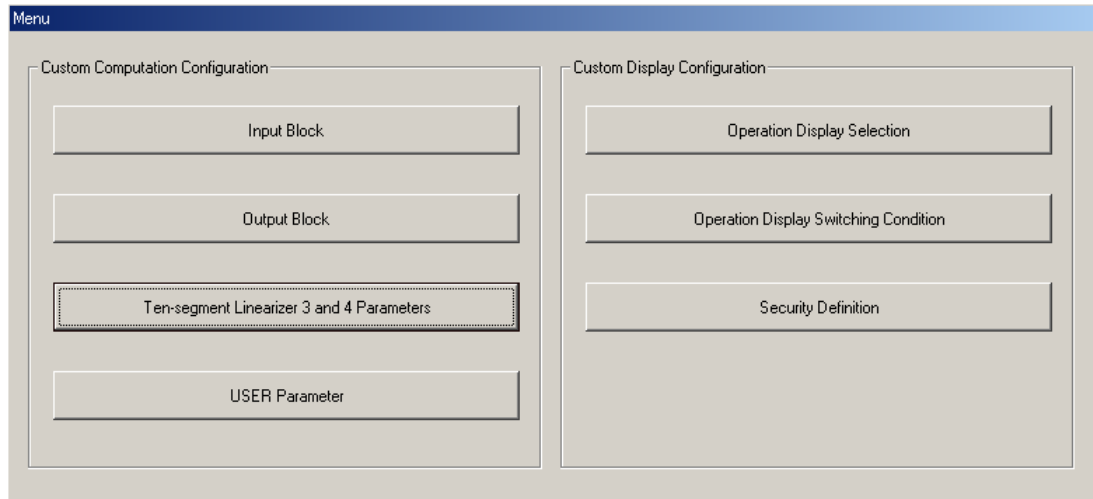 Menu
Custom Computation Configuration
Input Block
Output Block
Ten-segment Linearizer 3 and 4 Parameters
USER Parameter
Custom Display Configuration
Operation Display Selection
Operation Display Switching Condition
Security Definition